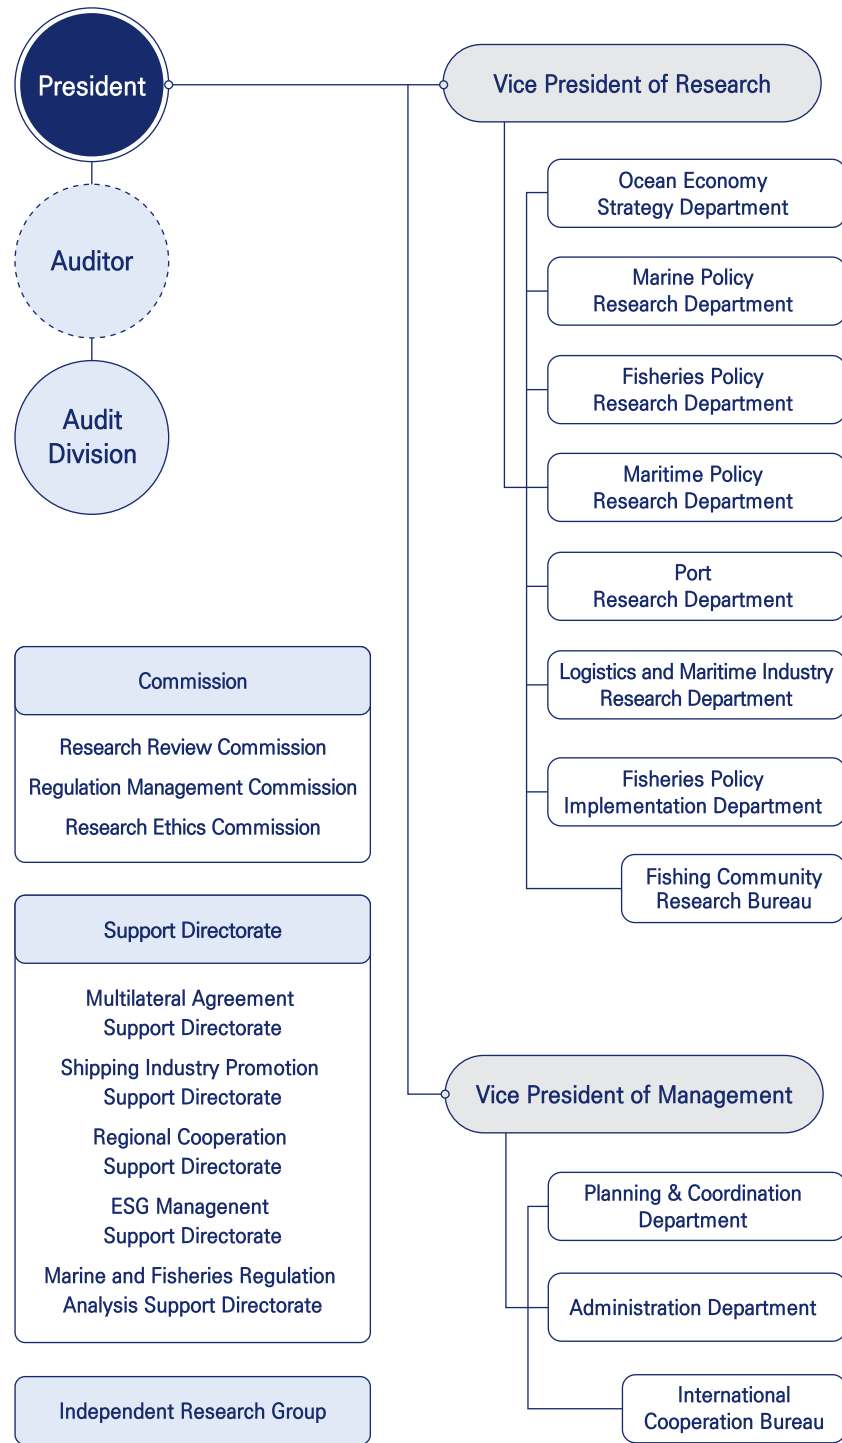 President
Vice President of Research
Ocean Economy
Strategy Department
Marine Policy
Research Department
Auditor
Fisheries Policy
Research Department
Audit
Division
Maritime Policy
Research Department
Port
Research Department
Logistics and Maritime Industry
Research Department
Fisheries Policy
Implementation Department
Fishing Community
Research Bureau
Commission
Research Review Commission
Regulation Management Commission
Research Ethics Commission
Support Directorate
Multilateral Agreement
Support Directorate
Shipping Industry Promotion
Support Directorate
Regional Cooperation
Support Directorate
ESG Managenent
Support Directorate
Marine and Fisheries Regulation
Analysis Support Directorate
Independent Research Group
Vice President of Management
Planning & Coordination
Department
Administration Department
International
Cooperation Bureau